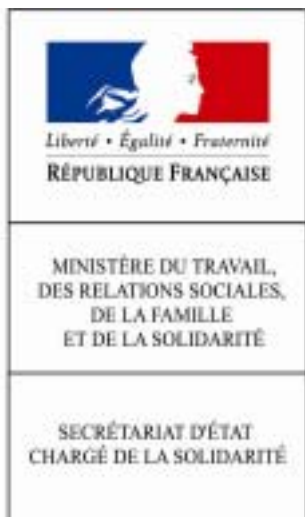 Liberté • Égalité • Fraternité
RÉPUBLIQUE FRANÇAISE
MINISTÈRE DU TRAVAIL,
DES RELATIONS SOCIALES,
DE LA FAMILLE
ET DE LA SOLIDARITÉ
SECRÉTARIAT D'ÉTAT
CHARGÉ DE LA SOLIDARITÉ